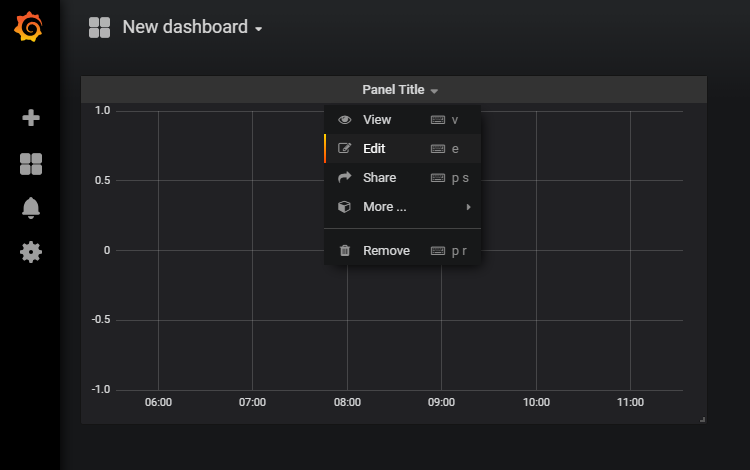 New dashboard
Panel Title
1.0
View v
Edit e
0.5
Share p s
More ...
0
Remove p r
-0.5
-1.0
06:00 07:00 08:00 09:00 10:00 11:00